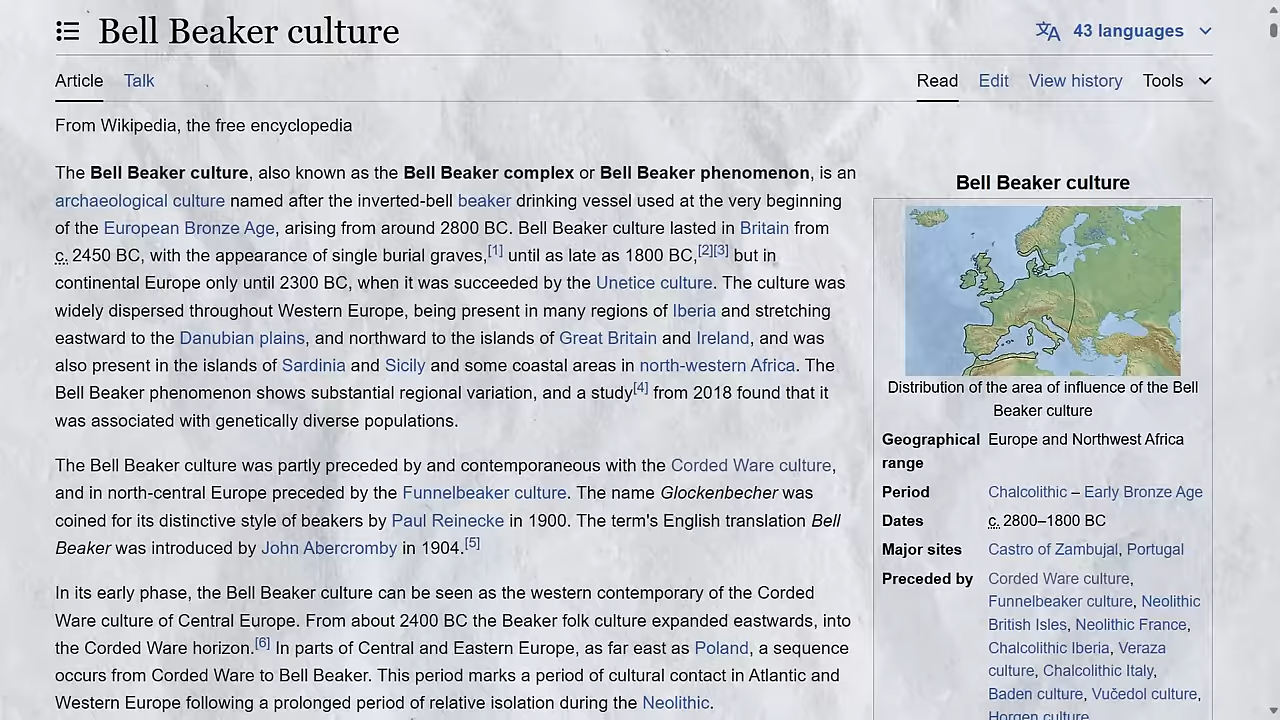 Bell Beaker culture
43 languages
Article Talk
Read Edit View history Tools
From Wikipedia, the free encyclopedia
The Bell Beaker culture, also known as the Bell Beaker complex or Bell Beaker phenomenon, is an
archaeological culture named after the inverted-bell beaker drinking vessel used at the very beginning
of the European Bronze Age, arising from around 2800 BC. Bell Beaker culture lasted in Britain from
c. 2450 BC, with the appearance of single burial graves,[1] until as late as 1800 BC,[2][3] but in
continental Europe only until 2300 BC, when it was succeeded by the Unetice culture. The culture was
widely dispersed throughout Western Europe, being present in many regions of Iberia and stretching
eastward to the Danubian plains, and northward to the islands of Great Britain and Ireland, and was
also present in the islands of Sardinia and Sicily and some coastal areas in north-western Africa. The
Bell Beaker phenomenon shows substantial regional variation, and a study[4] from 2018 found that it
was associated with genetically diverse populations.
The Bell Beaker culture was partly preceded by and contemporaneous with the Corded Ware culture,
and in north-central Europe preceded by the Funnelbeaker culture. The name Glockenbecher was
coined for its distinctive style of beakers by Paul Reinecke in 1900. The term's English translation Bell
Beaker was introduced by John Abercromby in 1904.[5]
In its early phase, the Bell Beaker culture can be seen as the western contemporary of the Corded
Ware culture of Central Europe. From about 2400 BC the Beaker folk culture expanded eastwards, into
the Corded Ware horizon.[6] In parts of Central and Eastern Europe, as far east as Poland, a sequence
occurs from Corded Ware to Bell Beaker. This period marks a period of cultural contact in Atlantic and
Western Europe following a prolonged period of relative isolation during the Neolithic.
Bell Beaker culture
Distribution of the area of influence of the Bell
Beaker culture
Geographical range Europe and Northwest Africa
Period Chalcolithic – Early Bronze Age
Dates c. 2800–1800 BC
Major sites Castro of Zambujal, Portugal
Preceded by Corded Ware culture,
Funnelbeaker culture, Neolithic
British Isles, Neolithic France,
Chalcolithic Iberia, Veraza
culture, Chalcolithic Italy,
Baden culture, Vučedol culture,
Horgen culture